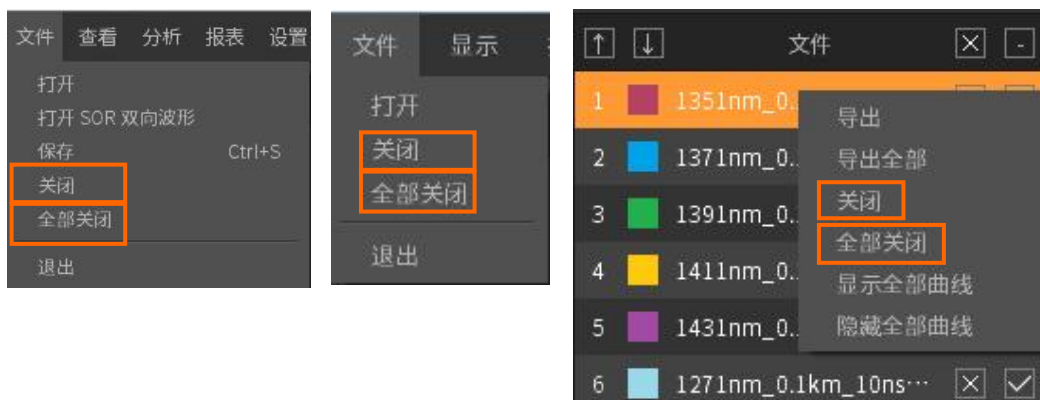 文件 查看 分析 报表 设置
打开
打开 SOR 双向波形
保存 Ctrl+S
关闭
全部关闭
退出
文件 显示
打开
关闭
全部关闭
退出
文件
1 1351nm_0.
2 1371nm_0..
3 1391nm_0.
4 1411nm_0..
5 1431nm_0..
6 1271nm_0.1km_10ns…
导出
导出全部
关闭
全部关闭
显示全部曲线
隐藏全部曲线